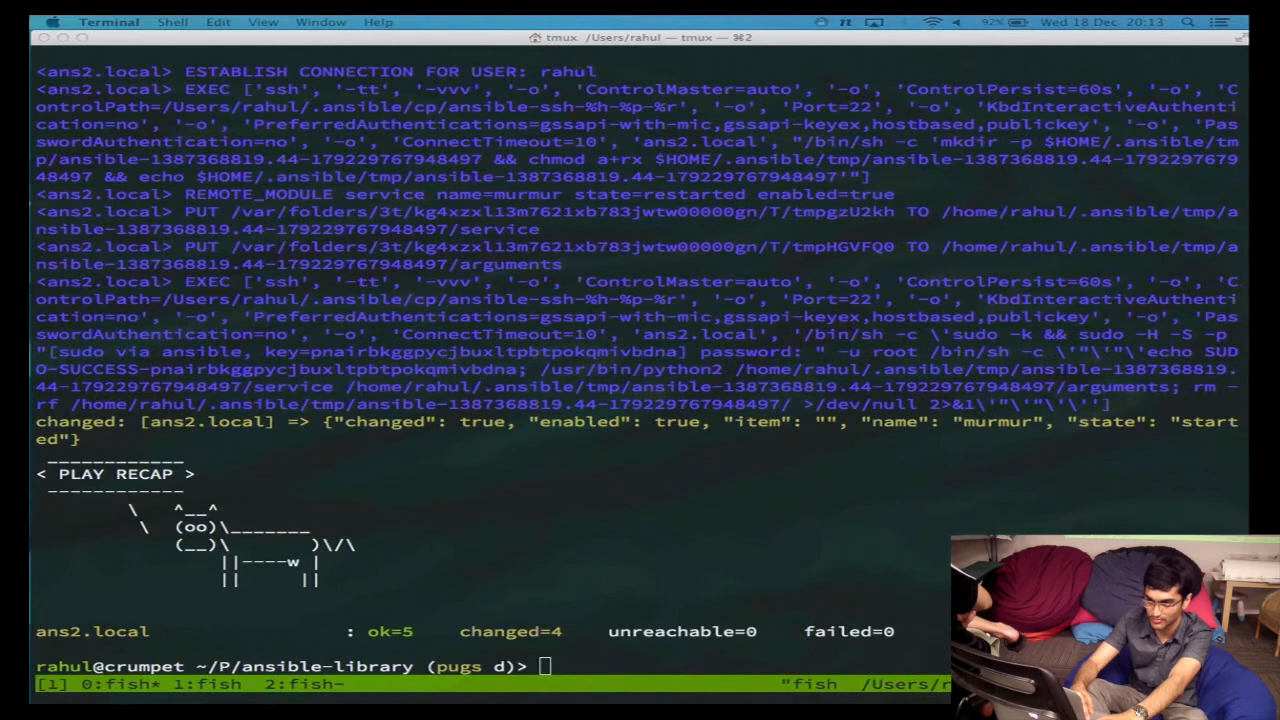 Terminal Shell Edit View Window Help 92% Wed 18 Dec 20:13
tmux /Users/rahul — tmux — ⌘2
<ans2.local> ESTABLISH CONNECTION FOR USER: rahul
<ans2.local> EXEC ['ssh', '-tt', '-vvv', '-o', 'ControlMaster=auto', '-o', 'ControlPersist=60s', '-o', 'C
ontrolPath=/Users/rahul/.ansible/cp/ansible-ssh-%h-%p-%r', '-o', 'Port=22', '-o', 'KbdInteractiveAuthenti
cation=no', '-o', 'PreferredAuthentications=gssapi-with-mic,gssapi-keyex,hostbased,publickey', '-o', 'Pas
swordAuthentication=no', '-o', 'ConnectTimeout=10', 'ans2.local', "/bin/sh -c 'mkdir -p $HOME/.ansible/tm
p/ansible-1387368819.44-179229767948497 && chmod a+rx $HOME/.ansible/tmp/ansible-1387368819.44-1792297679
48497 && echo $HOME/.ansible/tmp/ansible-1387368819.44-179229767948497'"]
<ans2.local> REMOTE_MODULE service name=murmur state=restarted enabled=true
<ans2.local> PUT /var/folders/3t/kg4xzxl13m7621xb783jwtw00000gn/T/tmpgzU2kh TO /home/rahul/.ansible/tmp/a
nsible-1387368819.44-179229767948497/service
<ans2.local> PUT /var/folders/3t/kg4xzxl13m7621xb783jwtw00000gn/T/tmpHGVFQ0 TO /home/rahul/.ansible/tmp/a
nsible-1387368819.44-179229767948497/arguments
<ans2.local> EXEC ['ssh', '-tt', '-vvv', '-o', 'ControlMaster=auto', '-o', 'ControlPersist=60s', '-o', 'C
ontrolPath=/Users/rahul/.ansible/cp/ansible-ssh-%h-%p-%r', '-o', 'Port=22', '-o', 'KbdInteractiveAuthenti
cation=no', '-o', 'PreferredAuthentications=gssapi-with-mic,gssapi-keyex,hostbased,publickey', '-o', 'Pas
swordAuthentication=no', '-o', 'ConnectTimeout=10', 'ans2.local', '/bin/sh -c \'sudo -k && sudo -H -S -p
"[sudo via ansible, key=pnairbkggpycjbuxltpbtpokqmivbdna] password: " -u root /bin/sh -c \'"\'"\'echo SUD
O-SUCCESS-pnairbkggpycjbuxltpbtpokqmivbdna; /usr/bin/python2 /home/rahul/.ansible/tmp/ansible-1387368819.
44-179229767948497/service /home/rahul/.ansible/tmp/ansible-1387368819.44-179229767948497/arguments; rm -
rf /home/rahul/.ansible/tmp/ansible-1387368819.44-179229767948497/ >/dev/null 2>&1\'"\'"\'\'']
changed: [ans2.local] => {"changed": true, "enabled": true, "item": "", "name": "murmur", "state": "start
ed"}
____________
< PLAY RECAP >
------------
\ ^__^
\ (oo)\_______
(__)\ )\/\
||----w |
|| ||
ans2.local : ok=5 changed=4 unreachable=0 failed=0
rahul@crumpet ~/P/ansible-library (pugs d)>
[1] 0:fish* 1:fish 2:fish- "fish /Users/r